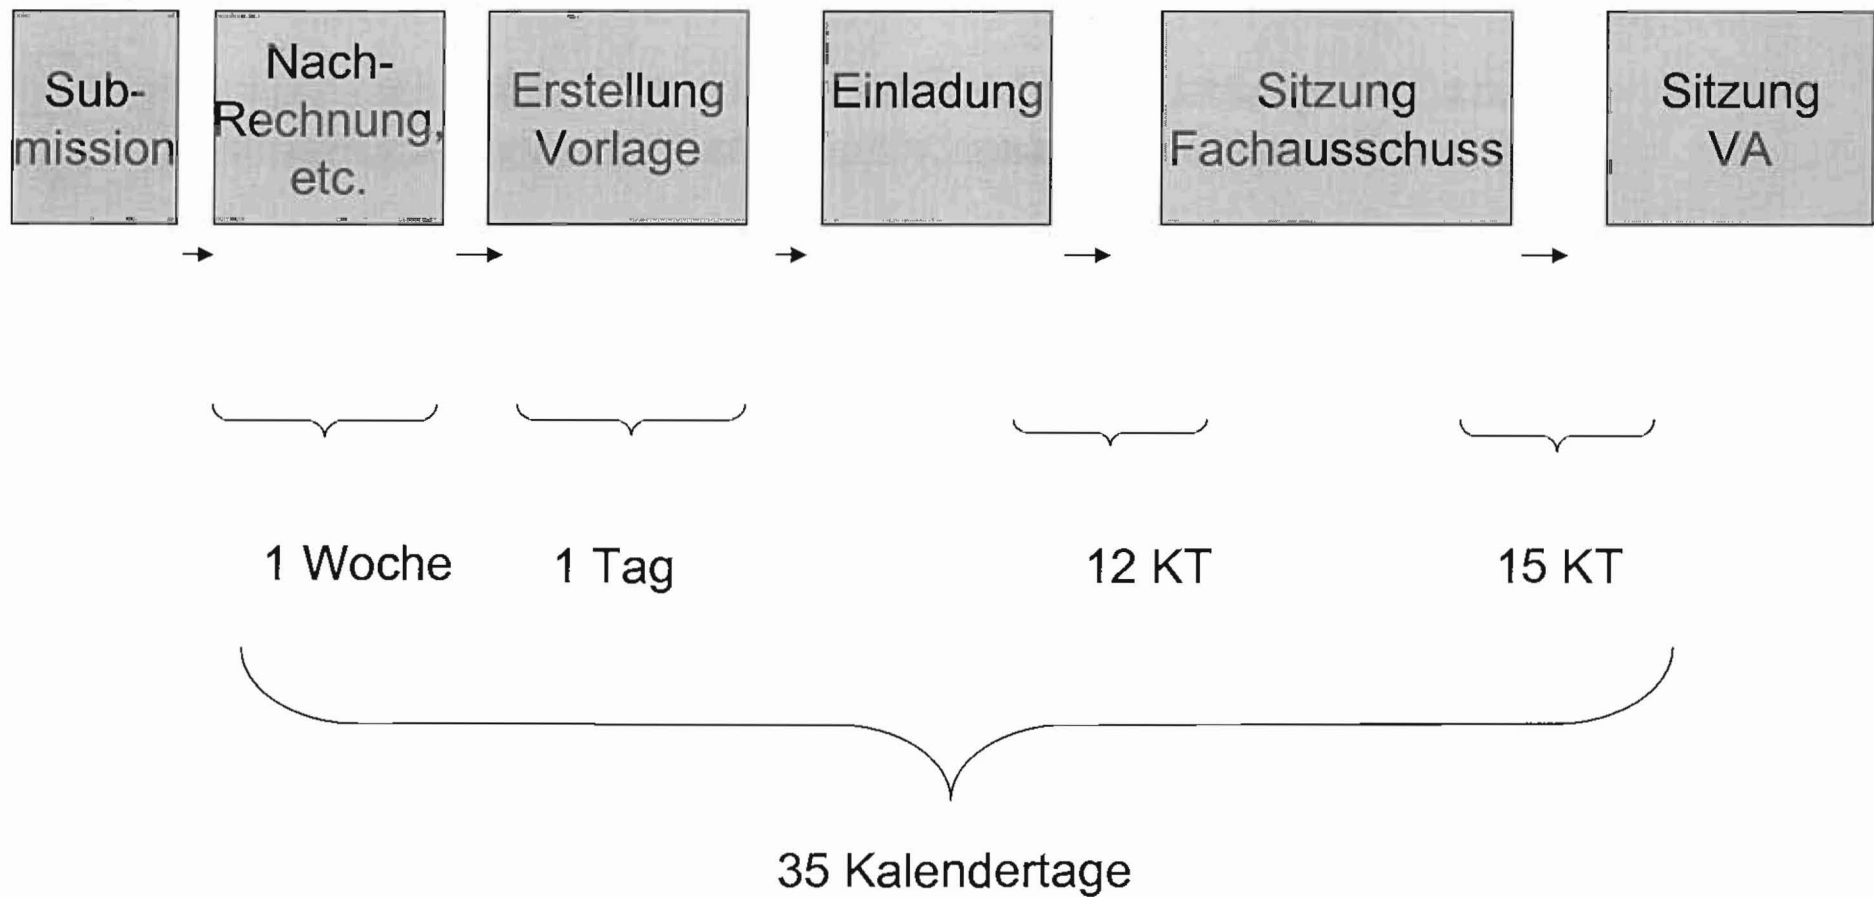 Sub-
mission
Nach-
Rechnung,
etc.
Erstellung
Vorlage
Einladung
Sitzung
Fachausschuss
Sitzung
VA
1 Woche
1 Tag
12 KT
15 KT
35 Kalendertage